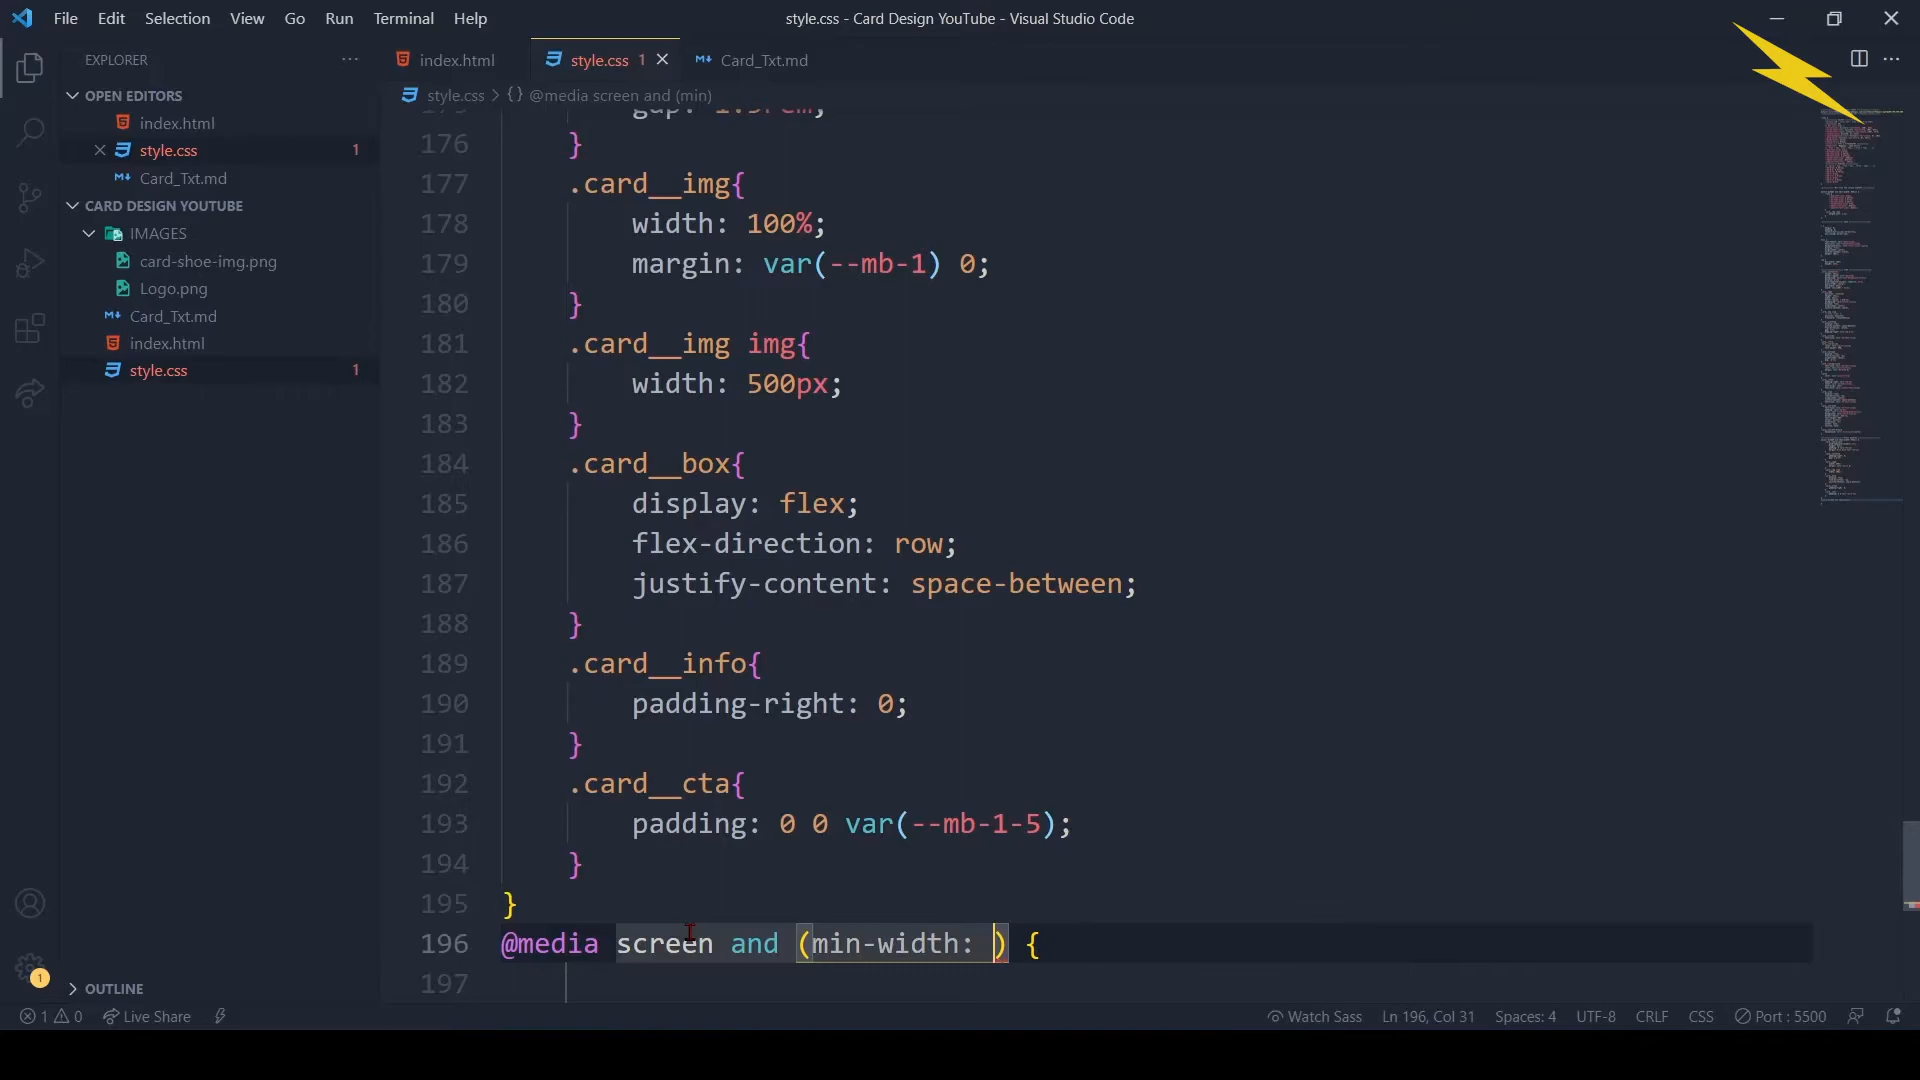 File Edit Selection View Go Run Terminal Help
style.css - Card Design YouTube - Visual Studio Code
EXPLORER
OPEN EDITORS
index.html
style.css 1
Card_Txt.md
CARD DESIGN YOUTUBE
IMAGES
card-shoe-img.png
Logo.png
Card_Txt.md
index.html
style.css 1
OUTLINE
index.html
style.css 1
Card_Txt.md
style.css > {} @media screen and (min)
176 }
177 .card__img{
178 width: 100%;
179 margin: var(--mb-1) 0;
180 }
181 .card__img img{
182 width: 500px;
183 }
184 .card__box{
185 display: flex;
186 flex-direction: row;
187 justify-content: space-between;
188 }
189 .card__info{
190 padding-right: 0;
191 }
192 .card__cta{
193 padding: 0 0 var(--mb-1-5);
194 }
195 }
196 @media screen and (min-width: ) {
197
1
1 0 Live Share
Watch Sass Ln 196, Col 31 Spaces: 4 UTF-8 CRLF CSS Port : 5500